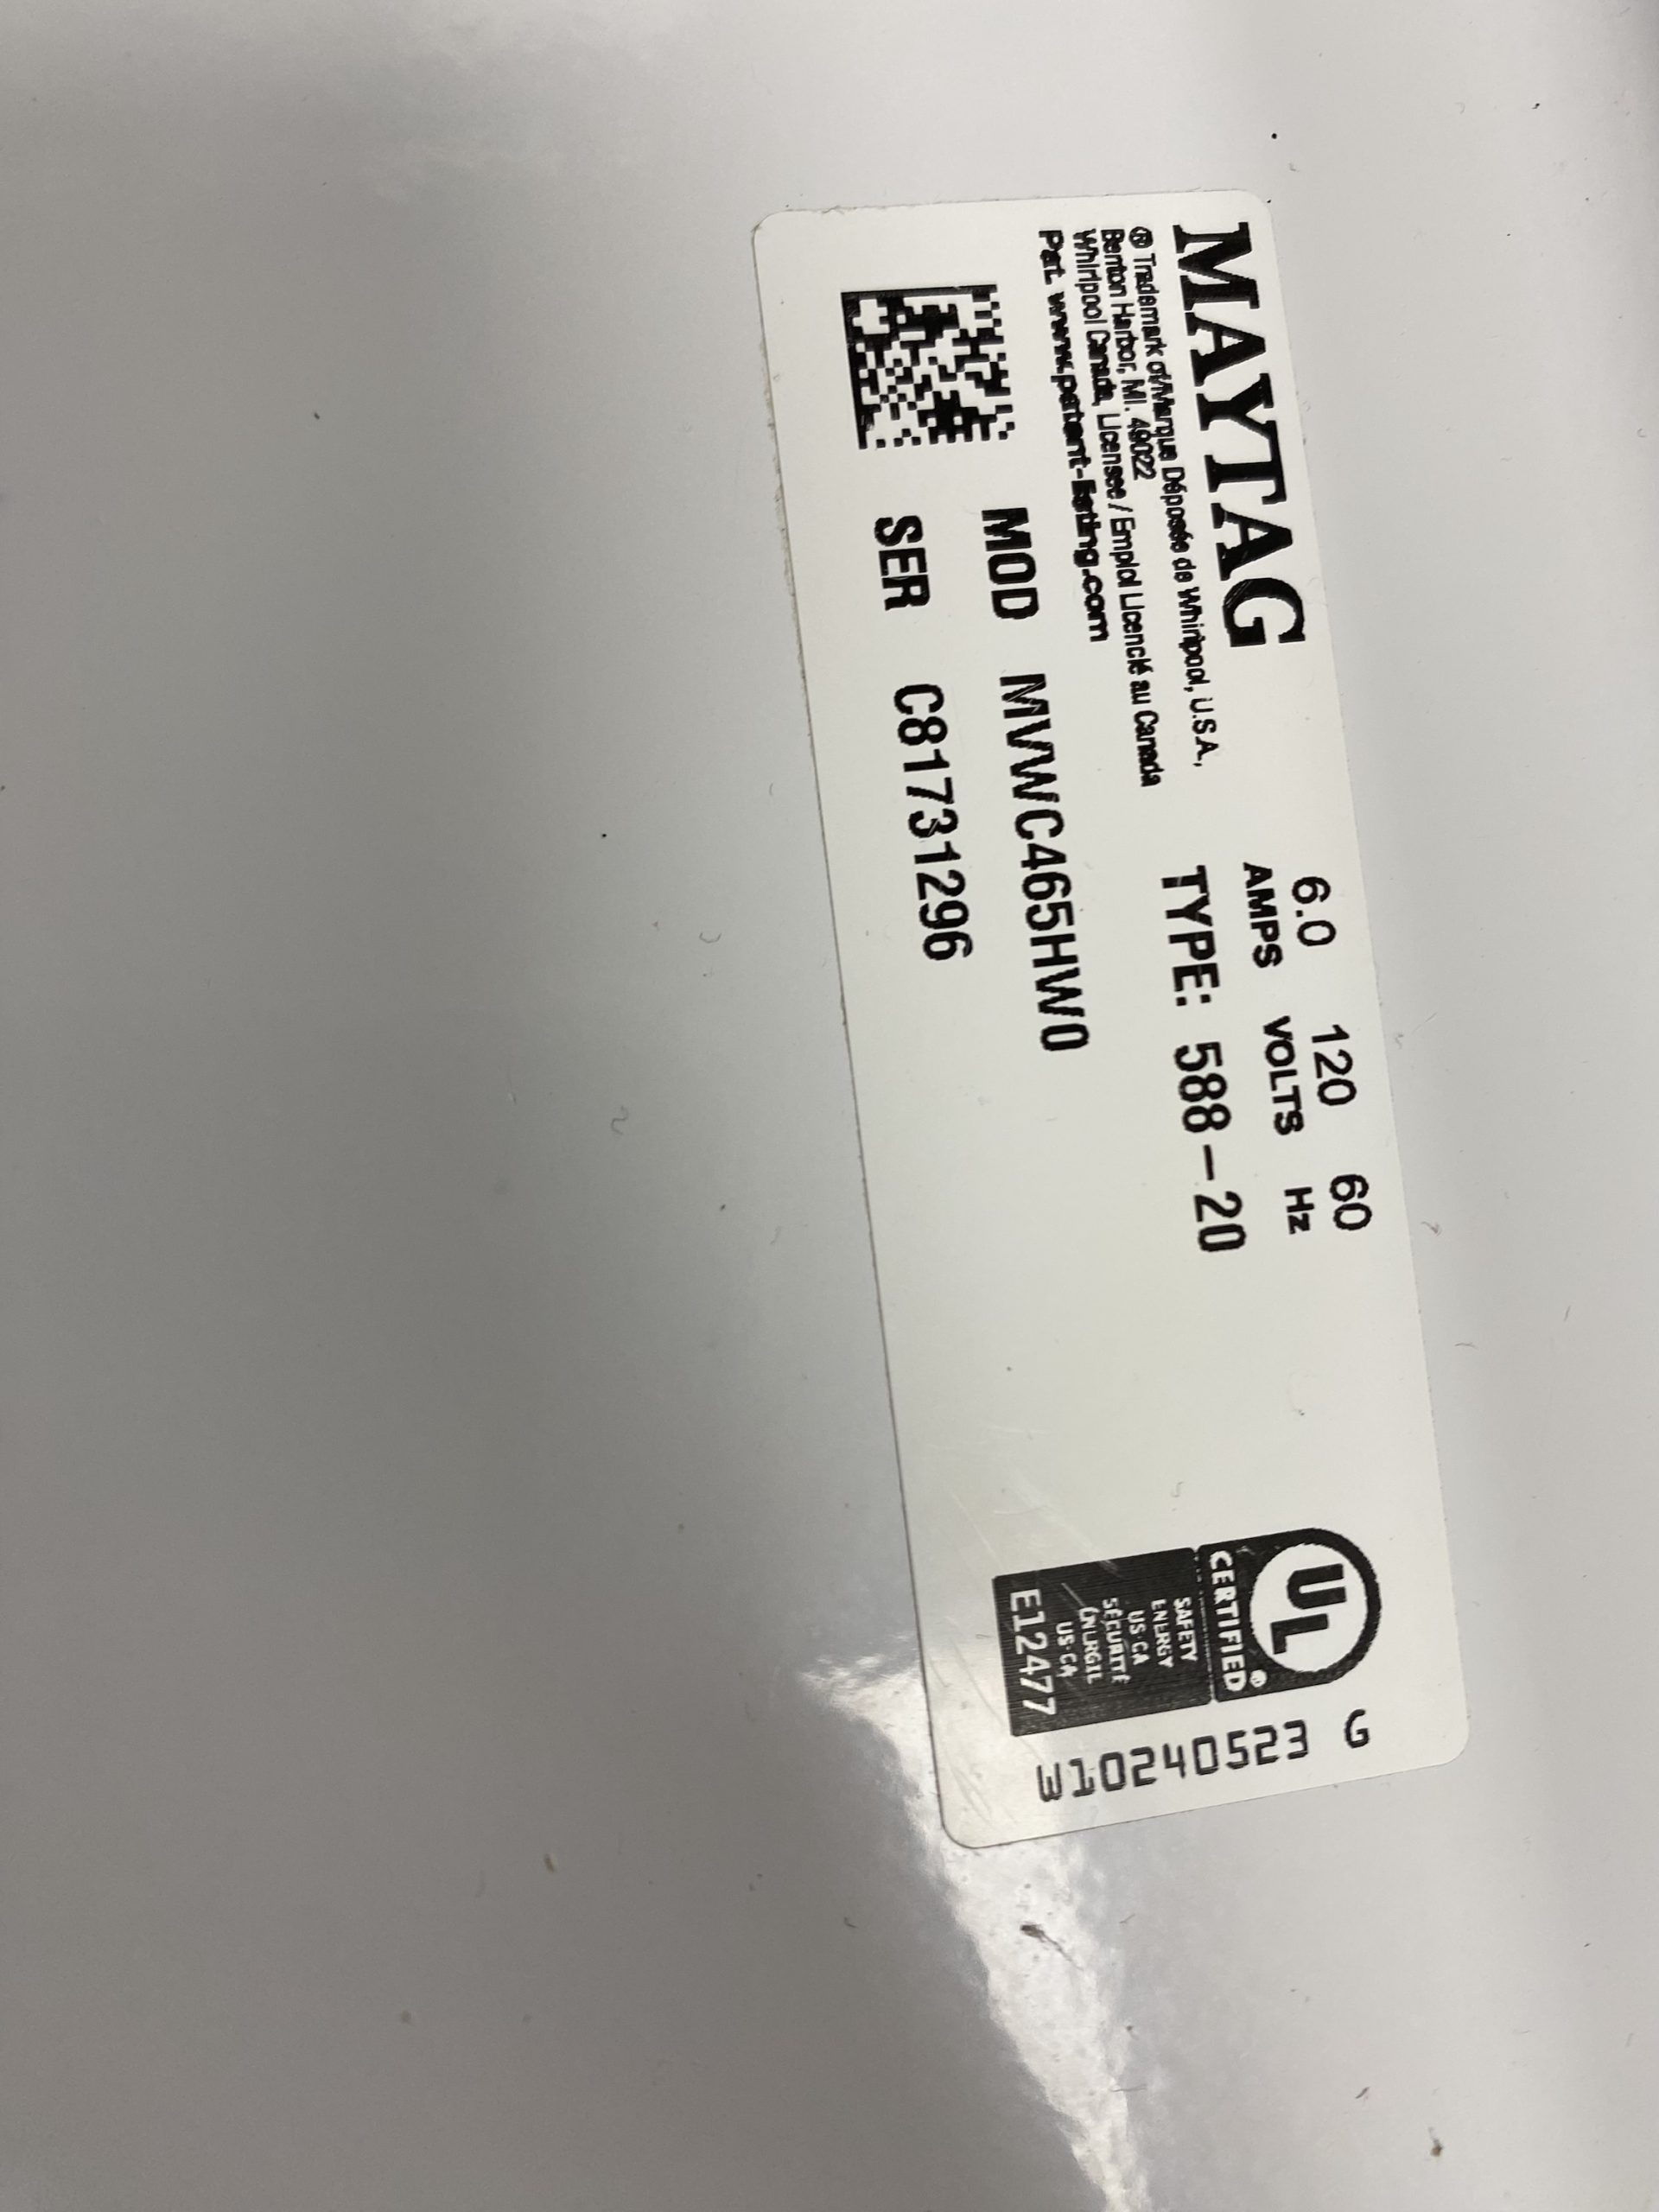 MAYTAG
® Trademark of/Marque Déposée de Whirlpool, U.S.A.,
Benton Harbor, MI. 49022
Whirlpool Canada, Licensee / Emploi Licencié au Canada
Pat. www.patent-listing.com
6.0 120 60
AMPS VOLTS Hz
TYPE: 588-20
MOD MVWC465HW0
SER C81731296
UL
CERTIFIED®
SAFETY
ENERGY
US·CA
SÉCURITÉ
ÉNERGIE
US·CA
E12477
W10240523 G